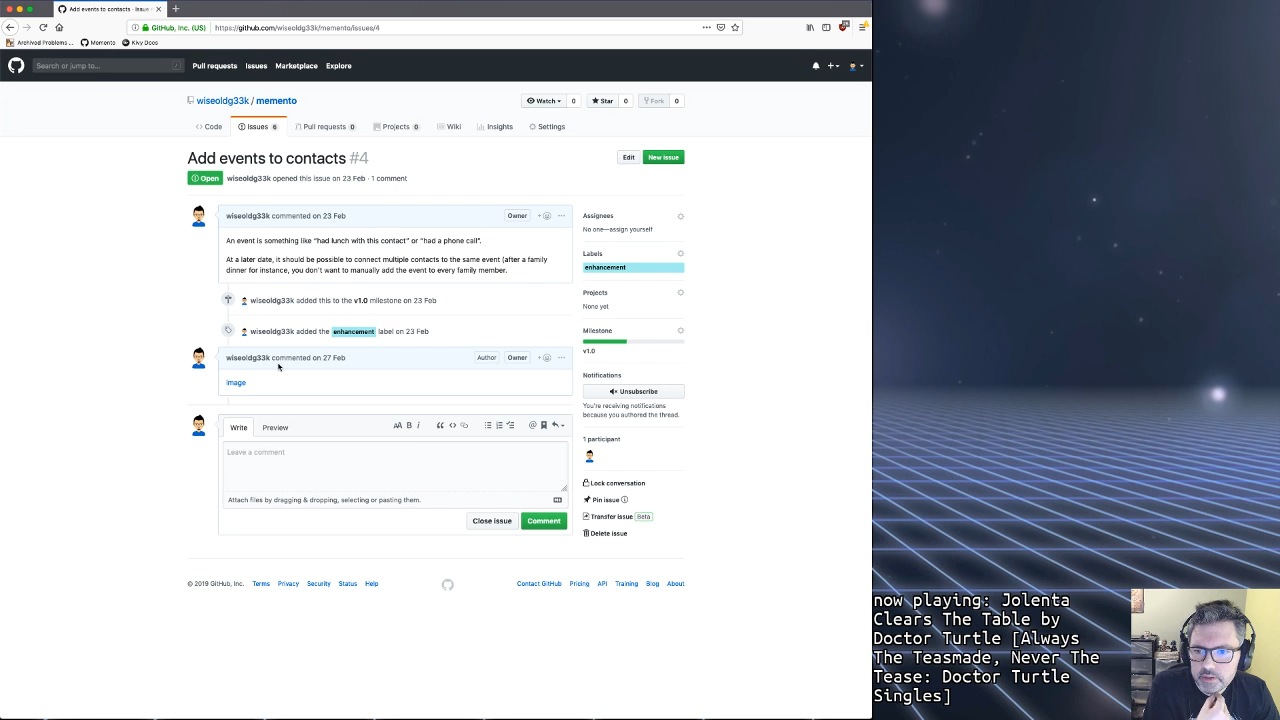 Add events to contacts · Issue
GitHub, Inc. (US)
https://github.com/wiseoldg33k/memento/issues/4
Archived Problems ...
Memento
Kivy Docs
Search or jump to...
/
Pull requests
Issues
Marketplace
Explore
wiseoldg33k / memento
Watch
0
Star
0
Fork
0
Code
Issues 6
Pull requests 0
Projects 0
Wiki
Insights
Settings
Add events to contacts #4
Edit
New issue
Open
wiseoldg33k opened this issue on 23 Feb · 1 comment
wiseoldg33k commented on 23 Feb
Owner
An event is something like "had lunch with this contact" or "had a phone call".
At a later date, it should be possible to connect multiple contacts to the same event (after a family
dinner for instance, you don't want to manually add the event to every family member.
wiseoldg33k added this to the v1.0 milestone on 23 Feb
wiseoldg33k added the enhancement label on 23 Feb
wiseoldg33k commented on 27 Feb
Author
Owner
image
Write
Preview
Leave a comment
Attach files by dragging & dropping, selecting or pasting them.
Close issue
Comment
Assignees
No one—assign yourself
Labels
enhancement
Projects
None yet
Milestone
v1.0
Notifications
Unsubscribe
You're receiving notifications
because you authored the thread.
1 participant
Lock conversation
Pin issue
Transfer issue Beta
Delete issue
© 2019 GitHub, Inc.
Terms
Privacy
Security
Status
Help
Contact GitHub
Pricing
API
Training
Blog
About
now playing: Jolenta
Clears The Table by
Doctor Turtle [Always
The Teasmade, Never The
Tease: Doctor Turtle
Singles]